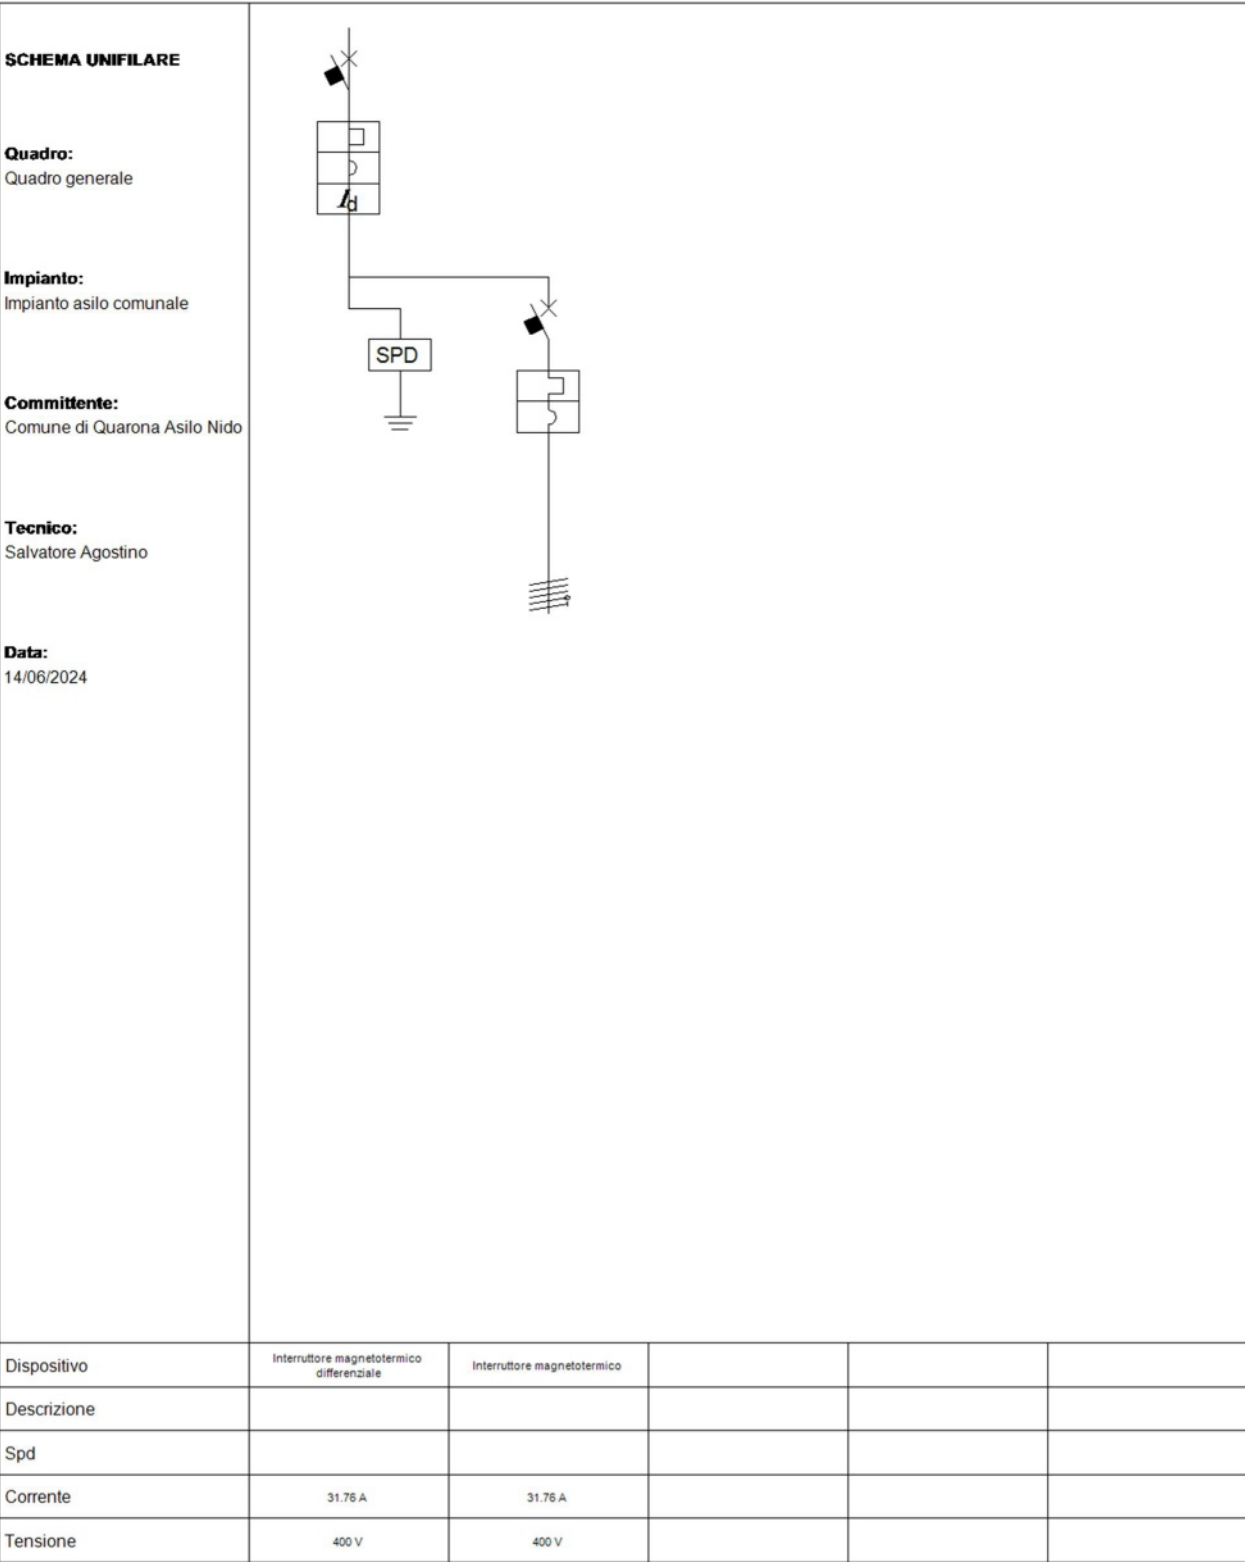 SCHEMA UNIFILARE
Quadro:
Quadro generale
Id
Impianto:
Impianto asilo comunale
SPD
Committente:
Comune di Quarona Asilo Nido
Tecnico:
Salvatore Agostino
Data:
14/06/2024
Dispositivo
Interruttore magnetotermico
differenziale
Interruttore magnetotermico
Descrizione
Spd
Corrente 31.76 A 31.76 A
Tensione 400 V 400 V